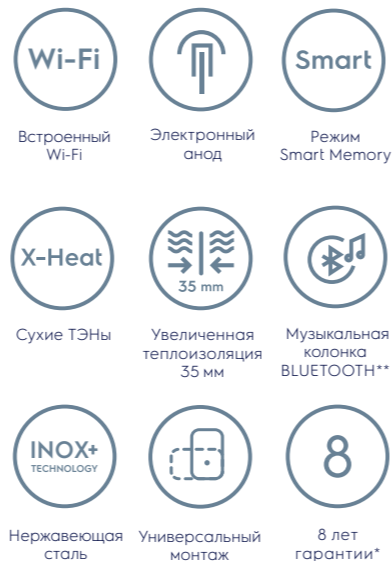 Wi-Fi
Smart
Встроенный
Wi-Fi
Электронный
анод
Режим
Smart Memory
X-Heat
35 mm
Сухие ТЭНы
Увеличенная
теплоизоляция
35 мм
Музыкальная
колонка
BLUETOOTH**
INOX+
TECHNOLOGY
8
Нержавеющая
сталь
Универсальный
монтаж
8 лет
гарантии*